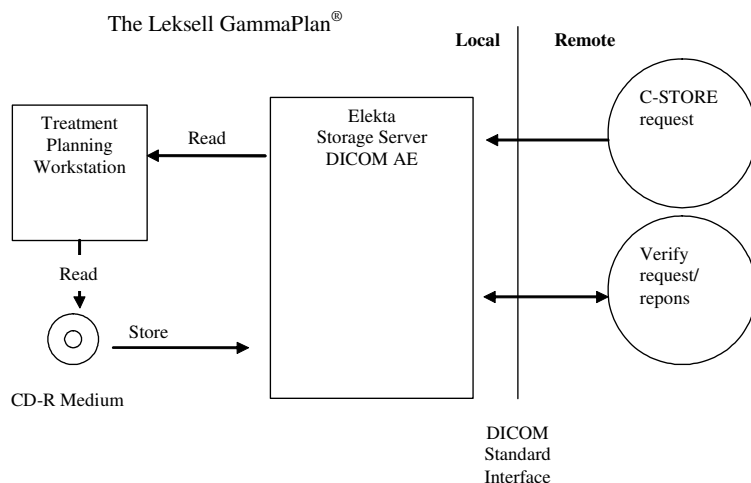 The Leksell GammaPlan®
Local
Remote
Treatment
Planning
Workstation
Read
Elekta
Storage Server
DICOM AE
C-STORE
request
Read
Store
CD-R Medium
Verify
request/
repons
DICOM
Standard
Interface